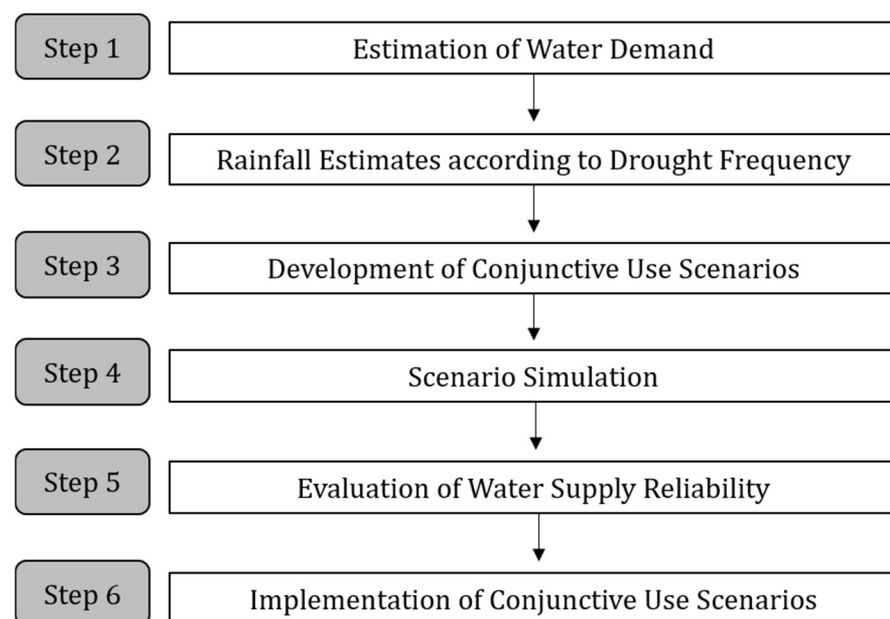 Step 1
Estimation of Water Demand
Step 2
Rainfall Estimates according to Drought Frequency
Step 3
Development of Conjunctive Use Scenarios
Step 4
Scenario Simulation
Step 5
Evaluation of Water Supply Reliability
Step 6
Implementation of Conjunctive Use Scenarios